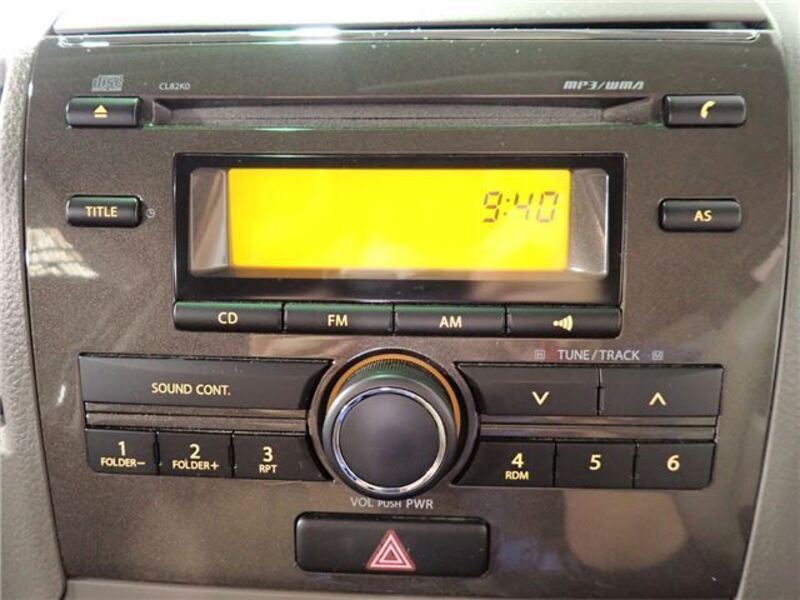 disc CL82K0 MP3/WMA
9:40
TITLE AS
CD FM AM
H TUNE/TRACK M
SOUND CONT.
1 2 3 4 5 6
FOLDER– FOLDER+ RPT RDM
VOL PUSH PWR